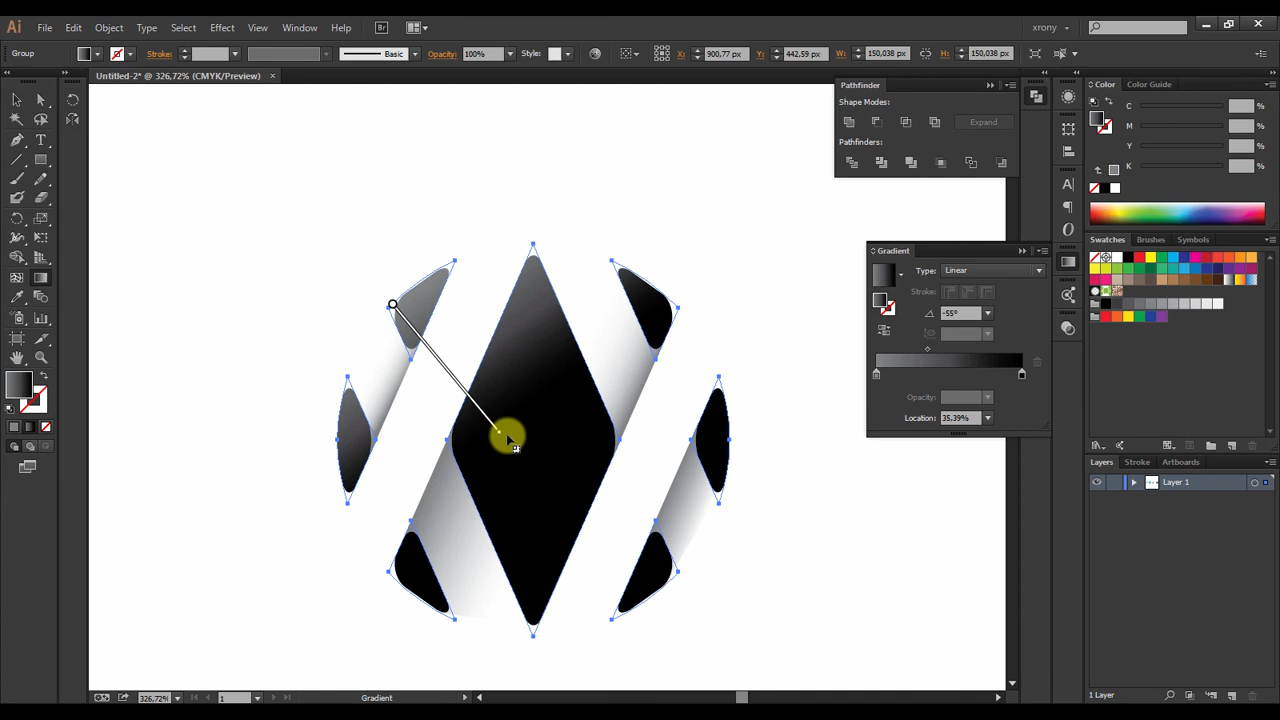 Ai File Edit Object Type Select Effect View Window Help Br xrony
Group Stroke: Basic Opacity: 100% Style: X: 900,77 px Y: 442,59 px W: 150,038 px H: 150,038 px
Untitled-2* @ 326,72% (CMYK/Preview) ×
Pathfinder
Shape Modes:
Expand
Pathfinders:
Color Color Guide
C %
M %
Y %
K %
Swatches Brushes Symbols
Gradient
Type: Linear
Stroke:
-55°
Opacity:
Location: 35,39%
Layers Stroke Artboards
Layer 1
1 Layer
326,72% 1 Gradient